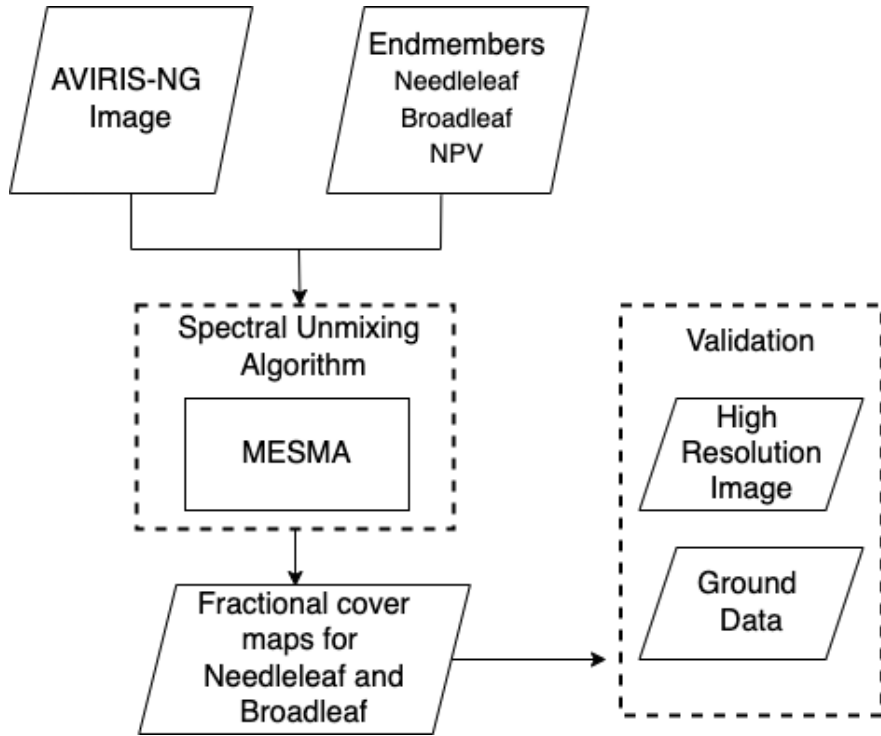 AVIRIS-NG
Image
Endmembers
Needleleaf
Broadleaf
NPV
Spectral Unmixing
Algorithm
MESMA
Fractional cover
maps for
Needleleaf and
Broadleaf
Validation
High
Resolution
Image
Ground
Data